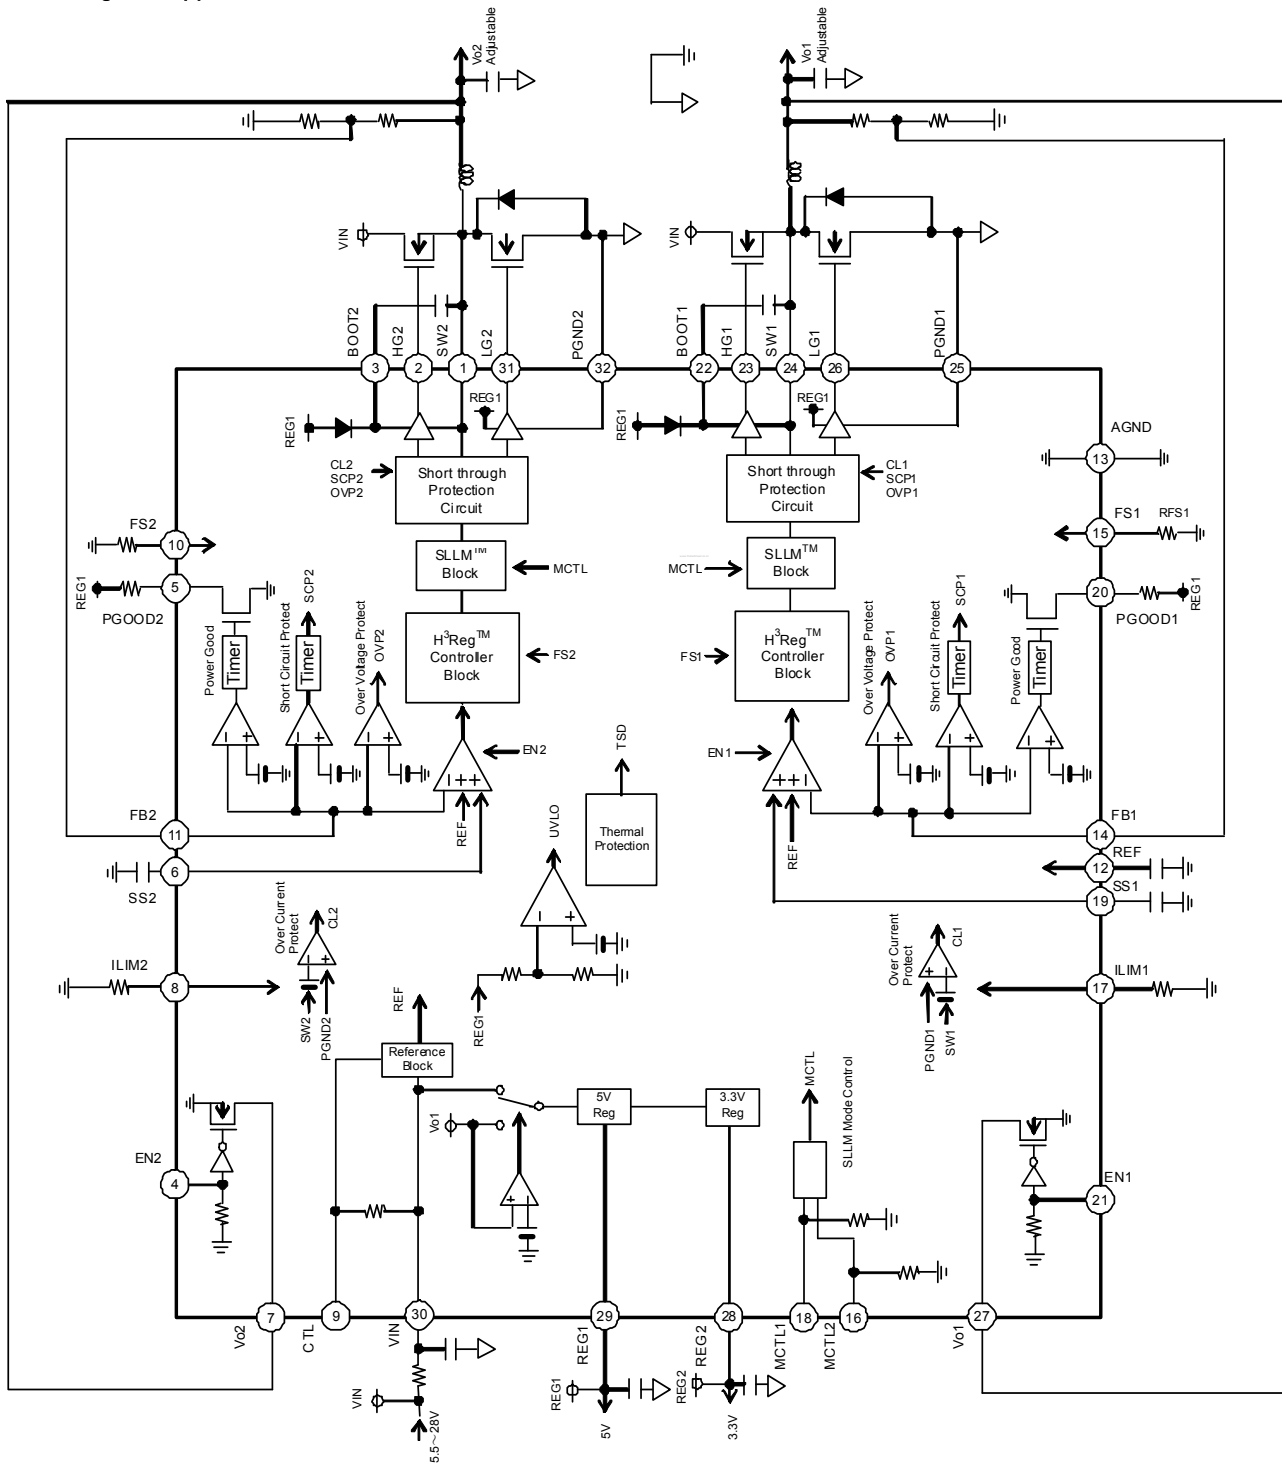 Vo2
Adjustable
Vo1
Adjustable
VIN
VIN
BOOT2
HG2
SW2
LG2
PGND2
BOOT1
HG1
SW1
LG1
PGND1
3
2
1
31
32
22
23
24
26
25
REG1
REG1
REG1
REG1
AGND
13
CL2
SCP2
OVP2
Short through
Protection
Circuit
Short through
Protection
Circuit
CL1
SCP1
OVP1
FS2
10
FS1
RFS1
15
SLLM™
Block
MCTL
MCTL
SLLM™
Block
REG1
5
PGOOD2
20
REG1
PGOOD1
Power Good
Timer
Short Circuit Protect
Timer
SCP2
Over Voltage Protect
OVP2
H³Reg™
Controller
Block
FS2
FS1
H³Reg™
Controller
Block
Over Voltage Protect
OVP1
Short Circuit Protect
Timer
SCP1
Power Good
Timer
EN2
TSD
EN1
FB2
11
REF
UVLO
Thermal
Protection
REF
FB1
14
REF
12
SS2
6
SS1
19
Over Current
Protect
CL2
Over Current
Protect
CL1
ILIM2
8
ILIM1
17
SW2
PGND2
REF
REG1
PGND1
SW1
Reference
Block
Vo1
5V
Reg
3.3V
Reg
MCTL
SLLM Mode Control
EN2
4
EN1
21
7
9
30
29
28
18
16
27
Vo2
CTL
VIN
REG1
REG2
MCTL1
MCTL2
Vo1
VIN
5.5～28V
REG1
5V
REG2
3.3V